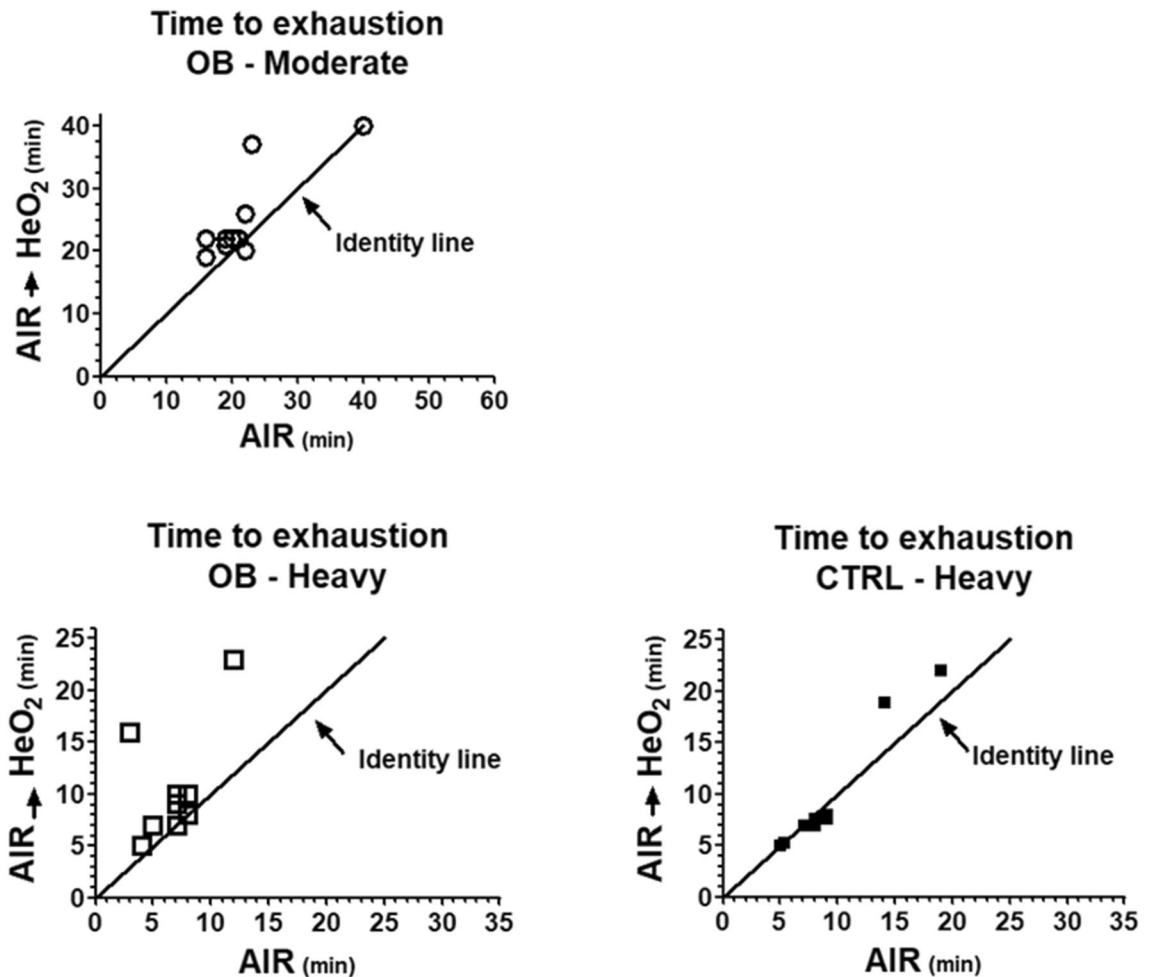 Time to exhaustion
OB - Moderate
AIR → HeO2 (min)
40
30
20
10
0
Identity line
0 10 20 30 40 50 60
AIR (min)
Time to exhaustion
OB - Heavy
AIR → HeO2 (min)
25
20
15
10
5
0
Identity line
0 5 10 15 20 25 30 35
AIR (min)
Time to exhaustion
CTRL - Heavy
AIR → HeO2 (min)
25
20
15
10
5
0
Identity line
0 5 10 15 20 25 30 35
AIR (min)